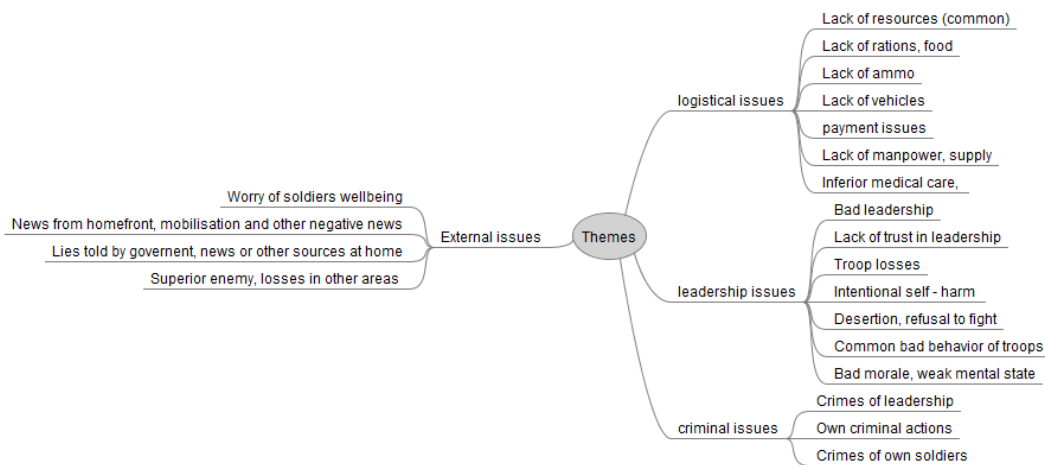 Themes
logistical issues
Lack of resources (common)
Lack of rations, food
Lack of ammo
Lack of vehicles
payment issues
Lack of manpower, supply
Inferior medical care,
leadership issues
Bad leadership
Lack of trust in leadership
Troop losses
Intentional self - harm
Desertion, refusal to fight
Common bad behavior of troops
Bad morale, weak mental state
criminal issues
Crimes of leadership
Own criminal actions
Crimes of own soldiers
External issues
Worry of soldiers wellbeing
News from homefront, mobilisation and other negative news
Lies told by governent, news or other sources at home
Superior enemy, losses in other areas